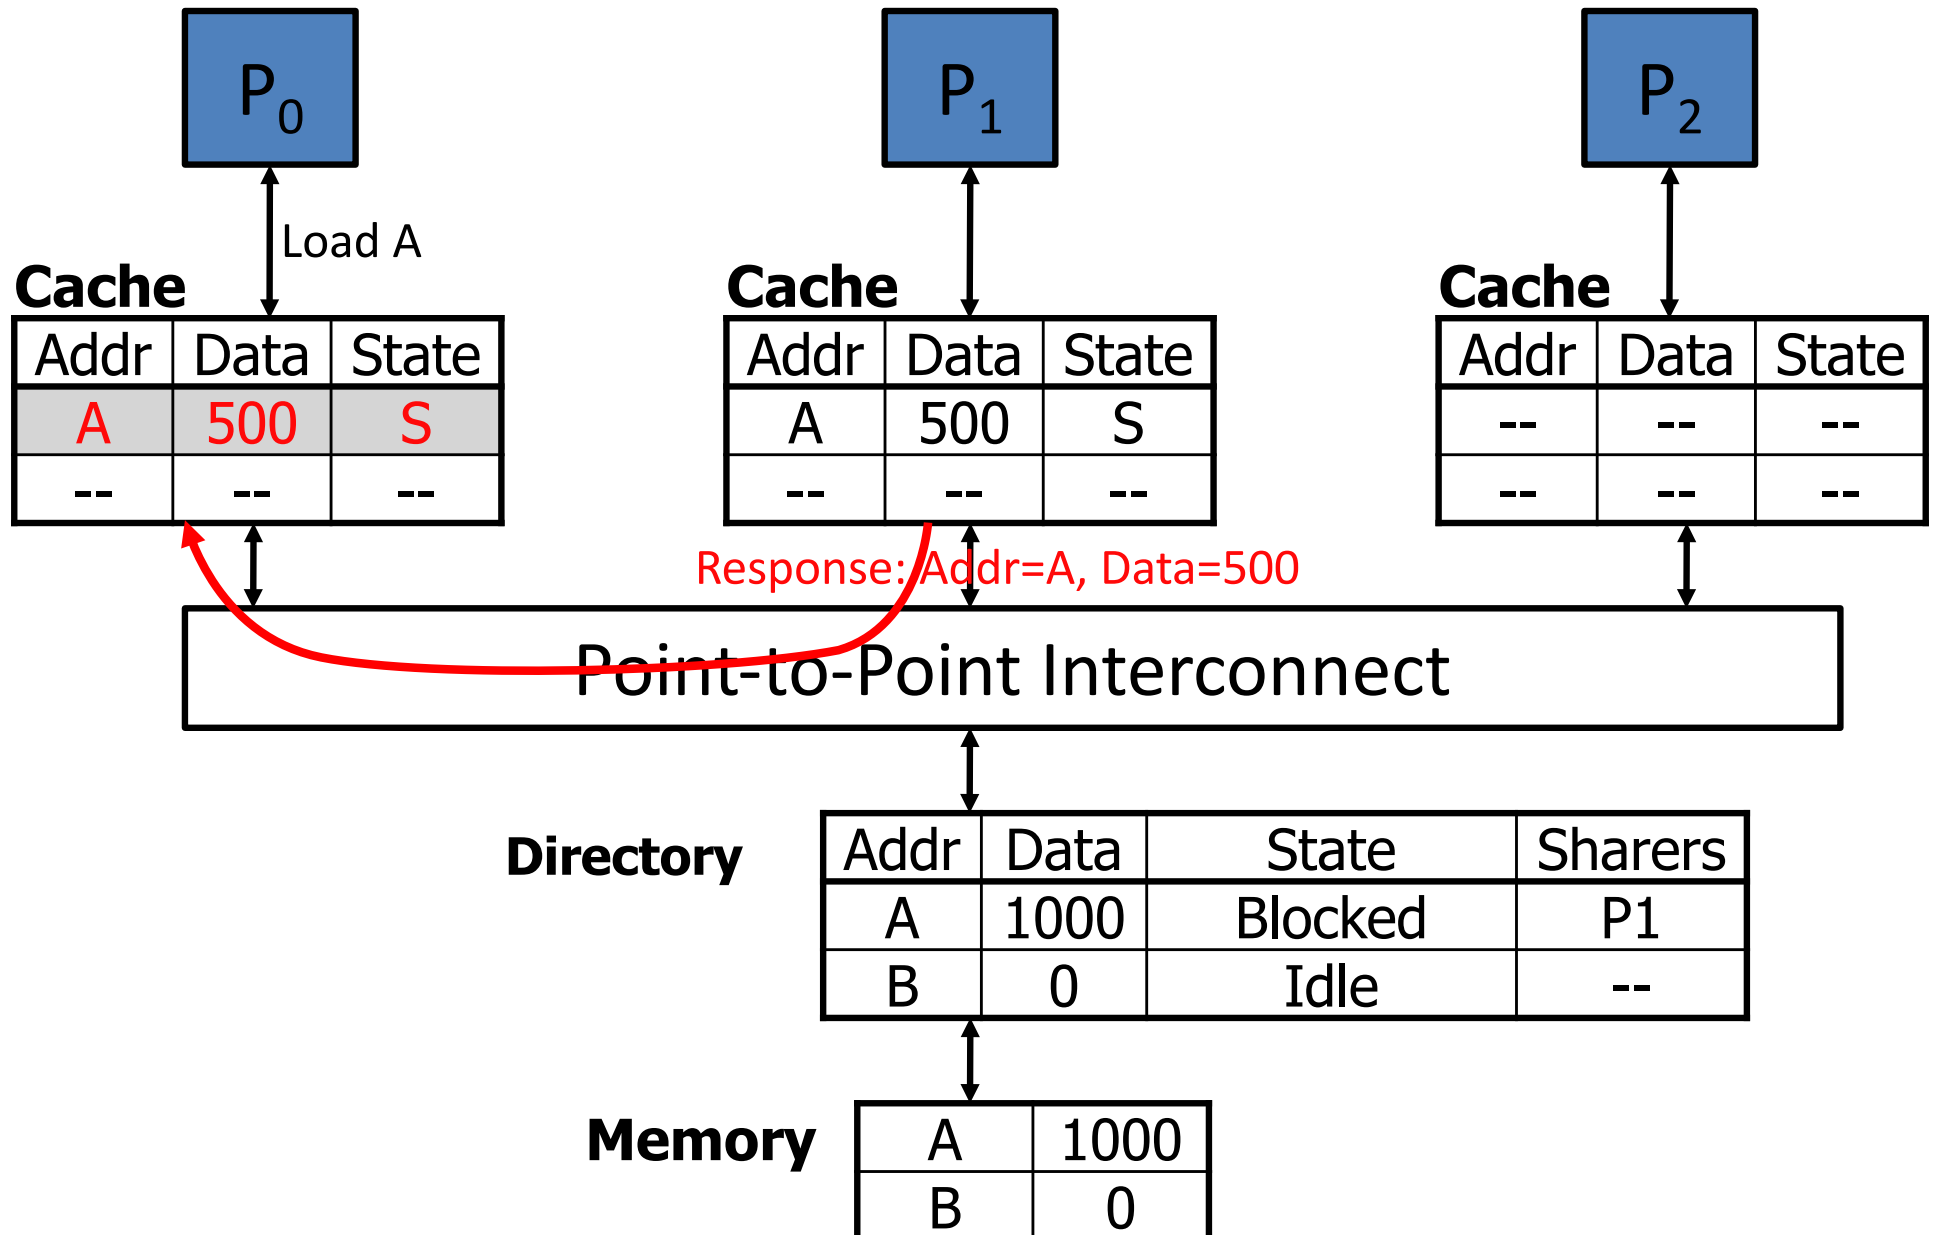 P0 P1 P2
Load A
Cache Cache Cache
Addr Data State Addr Data State Addr Data State
A 500 S A 500 S -- -- --
-- -- -- -- -- -- -- -- --
Response: Addr=A, Data=500
Point-to-Point Interconnect
Directory Addr Data State Sharers
A 1000 Blocked P1
B 0 Idle --
Memory A 1000
B 0